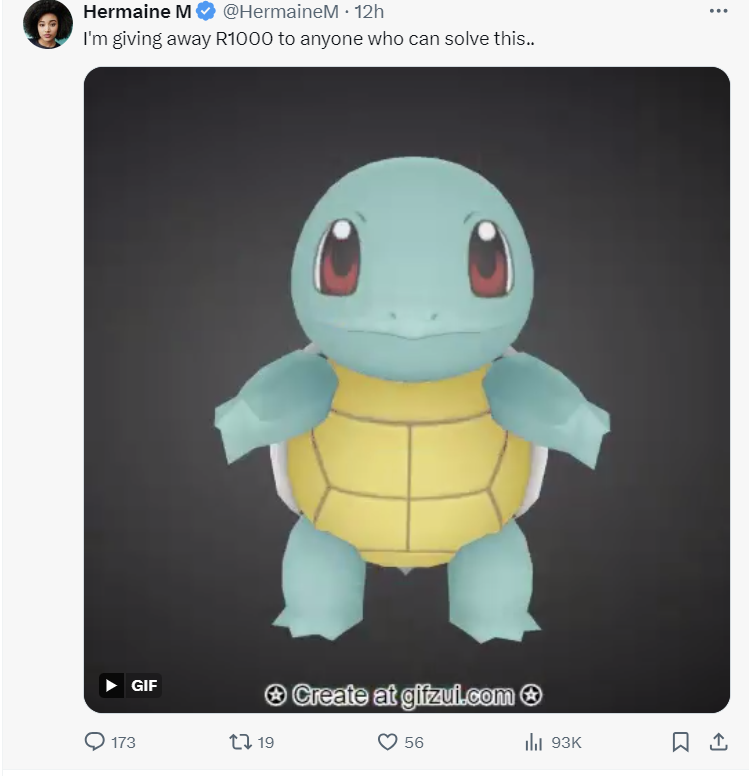 Hermaine M @HermaineM · 12h
I'm giving away R1000 to anyone who can solve this..
GIF
✪ Create at gifzui.com ✪
173 19 56 93K